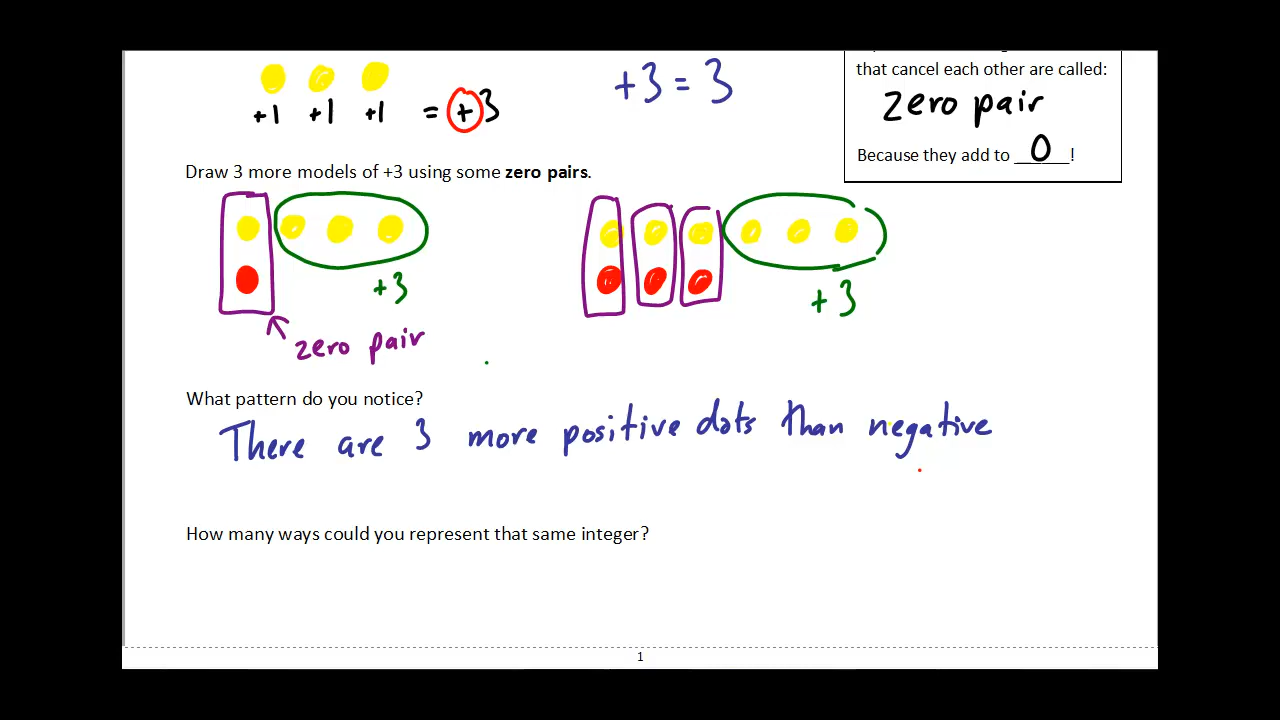 that cancel each other are called:
zero pair
Because they add to 0!
+1 +1 +1 = +3
+3 = 3
Draw 3 more models of +3 using some zero pairs.
+3
zero pair
+3
What pattern do you notice?
There are 3 more positive dots than negative
How many ways could you represent that same integer?
1